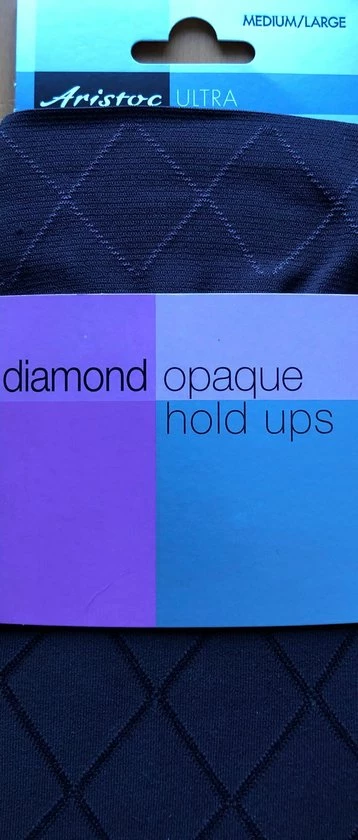 MEDIUM/LARGE
Aristoc ULTRA
diamond opaque
hold ups